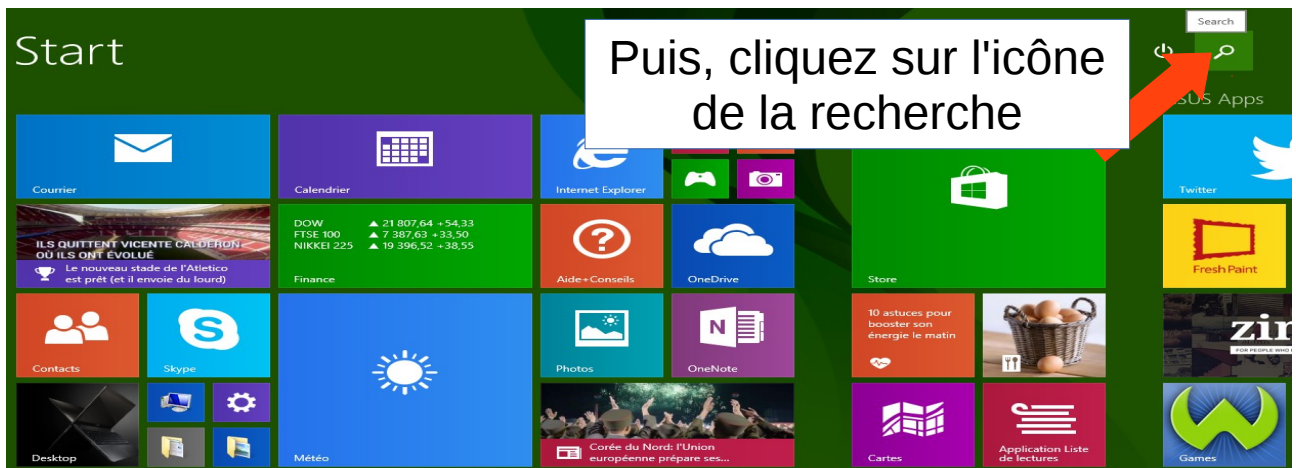 Search
Start
Puis, cliquez sur l'icône
de la recherche
SUS Apps
Courrier
Calendrier
Internet Explorer
Twitter
ILS QUITTENT VICENTE CALDERON
OÙ ILS ONT ÉVOLUÉ
Le nouveau stade de l'Atletico
est prêt (et il envoie du lourd)
DOW ▲ 21 807,64 +54,33
FTSE 100 ▲ 7 387,63 +33,50
NIKKEI 225 ▲ 19 396,52 +38,55
Finance
Aide+Conseils
OneDrive
Store
Fresh Paint
Contacts
Skype
Photos
OneNote
10 astuces pour
booster son
énergie le matin
zin
Desktop
Météo
Corée du Nord: l'Union
européenne prépare ses...
Cartes
Application Liste
de lectures
Games